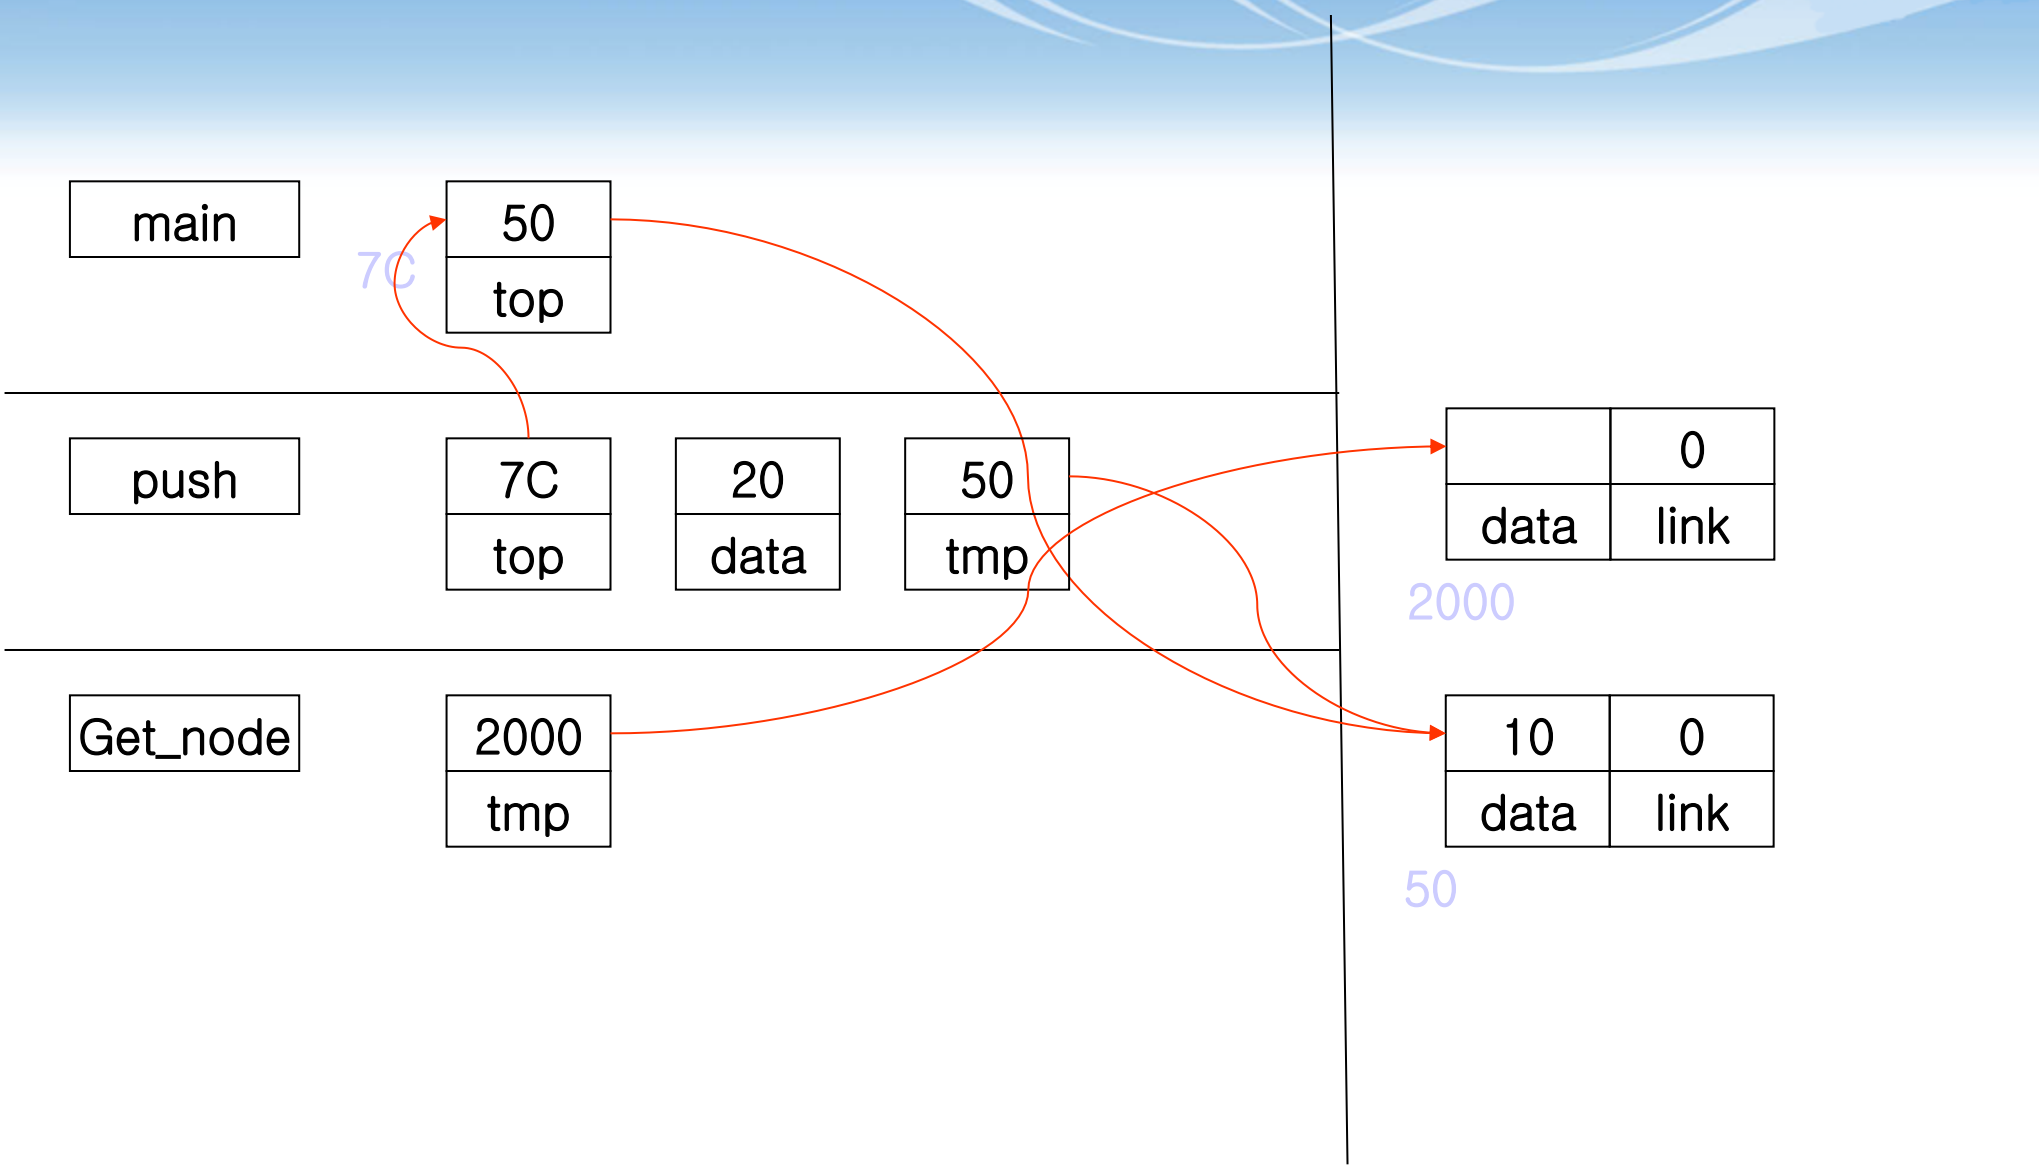 main
50
7C
top
push
7C
20
50
top
data
tmp
0
data
link
2000
Get_node
2000
tmp
10
0
data
link
50